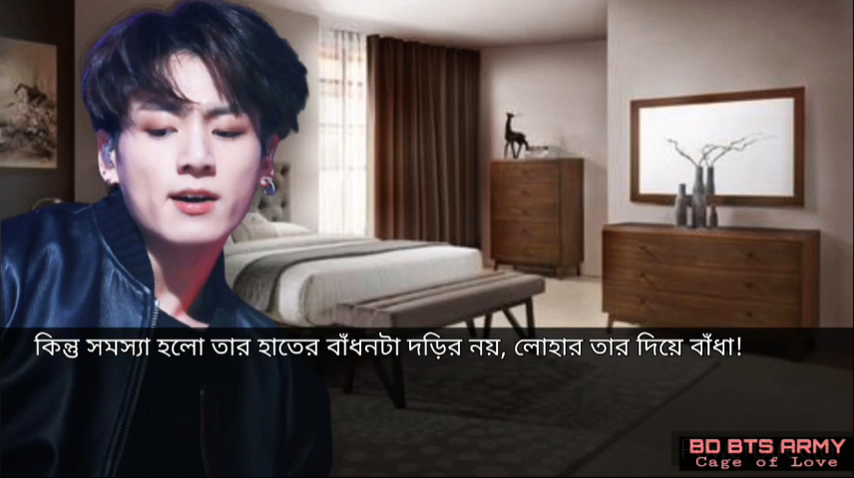 কিন্তু সমস্যা হলো তার হাতের বাঁধনটা দড়ির নয়, লোহার তার দিয়ে বাঁধা!
BD BTS ARMY
Cage of Love